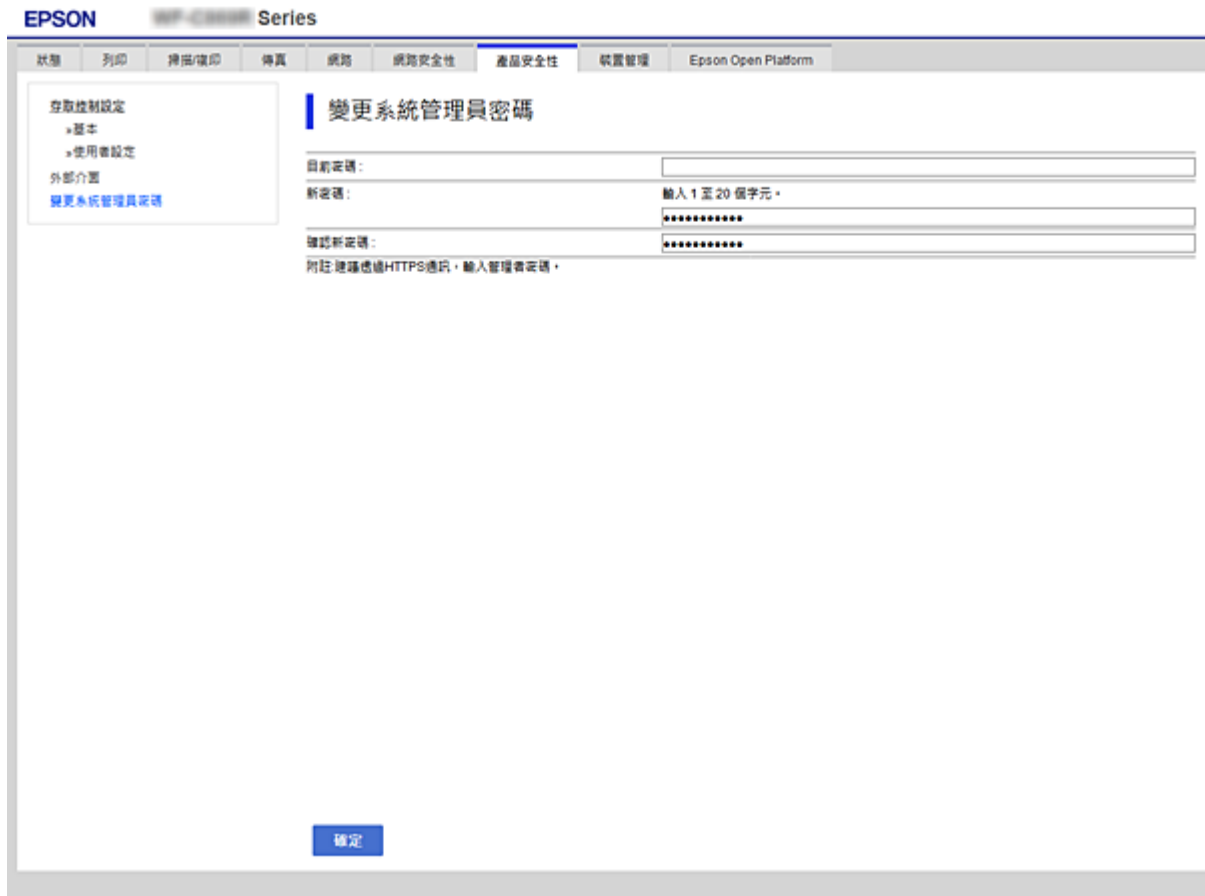 EPSON Series
狀態 列印 掃描/複印 傳真 網路 網路安全性 產品安全性 裝置管理 Epson Open Platform
存取控制設定
»基本
»使用者設定
外部介面
變更系統管理員密碼
變更系統管理員密碼
目前密碼 :
新密碼 :
輸入 1 至 20 個字元。
•••••••••••
確認新密碼 :
•••••••••••
附註:建議透過HTTPS通訊，輸入管理者密碼。
確定